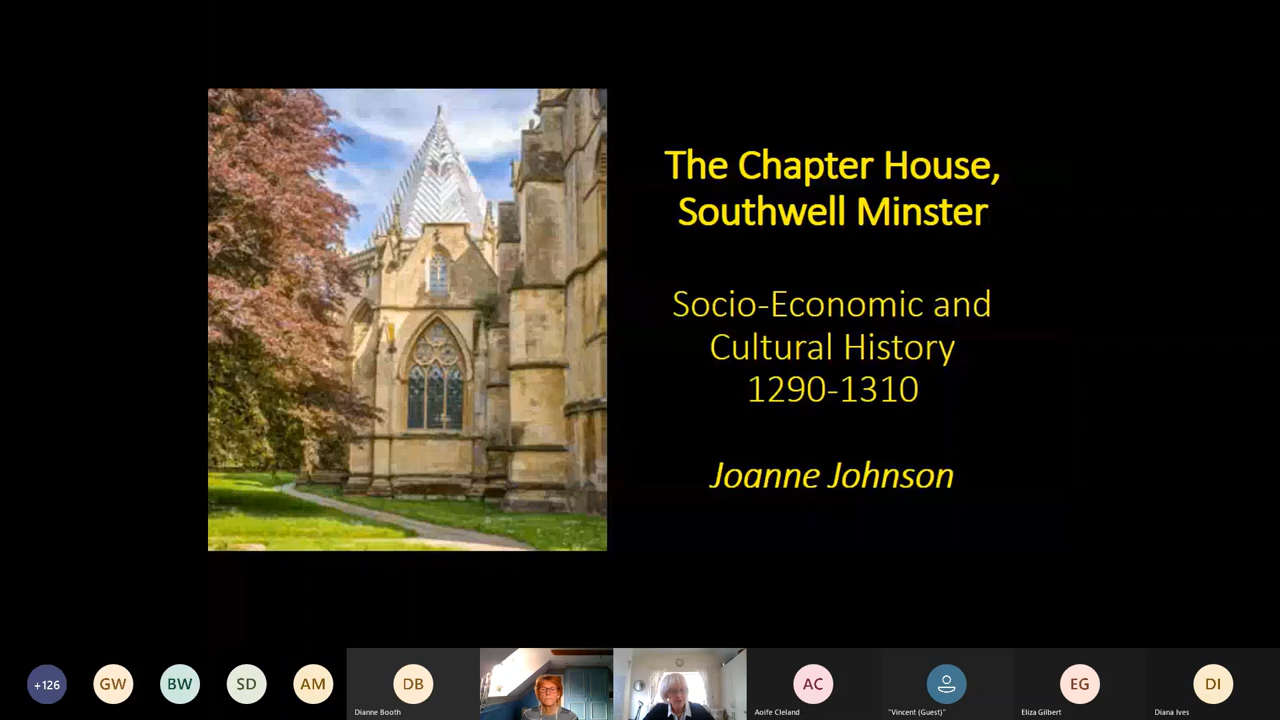 The Chapter House,
Southwell Minster
Socio-Economic and
Cultural History
1290-1310
Joanne Johnson
+126
GW
BW
SD
AM
DB
Dianne Booth
AC
Aoife Cleland
"Vincent (Guest)"
EG
Eliza Gilbert
DI
Diana Ives